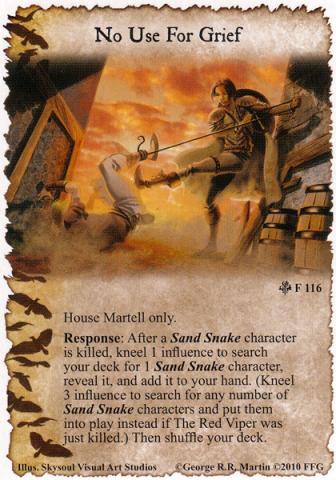 No Use For Grief
F 116
House Martell only.
Response: After a Sand Snake character
is killed, kneel 1 influence to search
your deck for 1 Sand Snake character,
reveal it, and add it to your hand. (Kneel
3 influence to search for any number of
Sand Snake characters and put them
into play instead if The Red Viper was
just killed.) Then shuffle your deck.
Illus. Skysoul Visual Art Studios ©George R.R. Martin ©2010 FFG